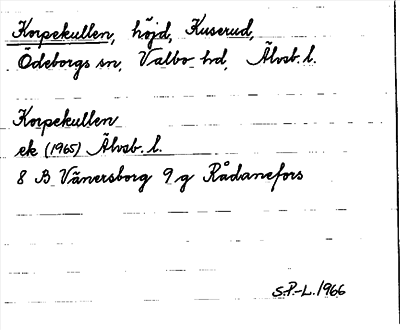 Korpekullen, höjd, Kuserud,
Ödeborgs sn, Valbo hd, Älvsb. l.
Korpekullen
ek (1965) Älvsb. l.
8 B Vänersborg 9 g Rådanefors
S.P.-L. 1966